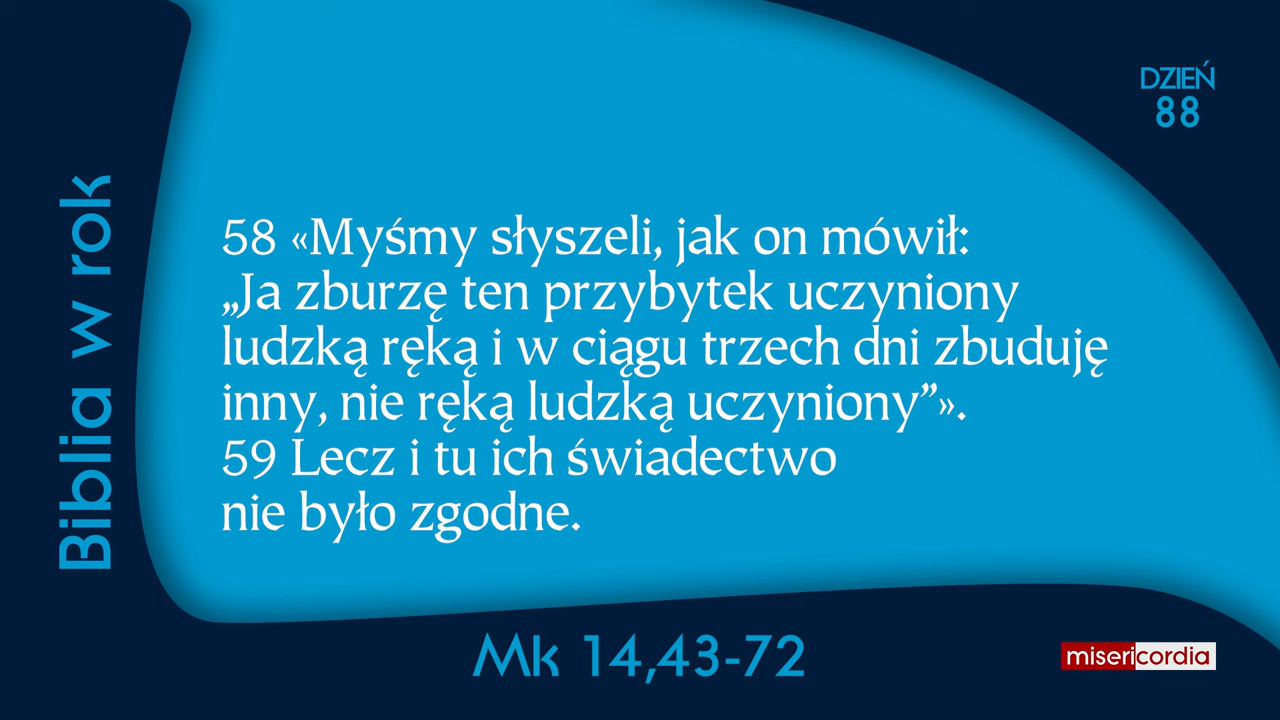 DZIEŃ
88
Biblia w rok
58 «Myśmy słyszeli, jak on mówił:
„Ja zburzę ten przybytek uczyniony
ludzką ręką i w ciągu trzech dni zbuduję
inny, nie ręką ludzką uczyniony”».
59 Lecz i tu ich świadectwo
nie było zgodne.
Mk 14,43-72
misericordia